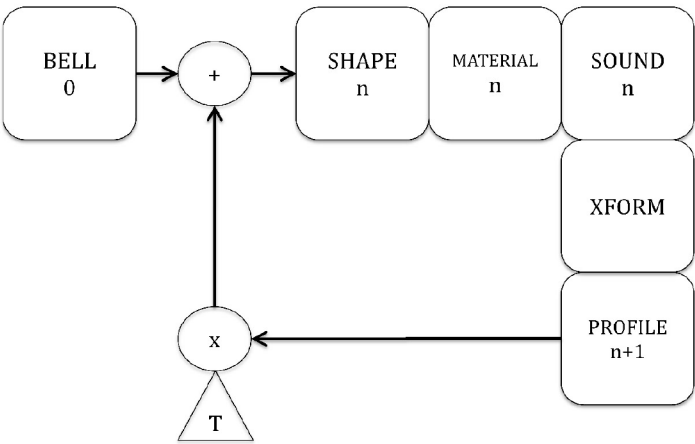 BELL
0
+
SHAPE
n
MATERIAL
n
SOUND
n
XFORM
PROFILE
n+1
x
T